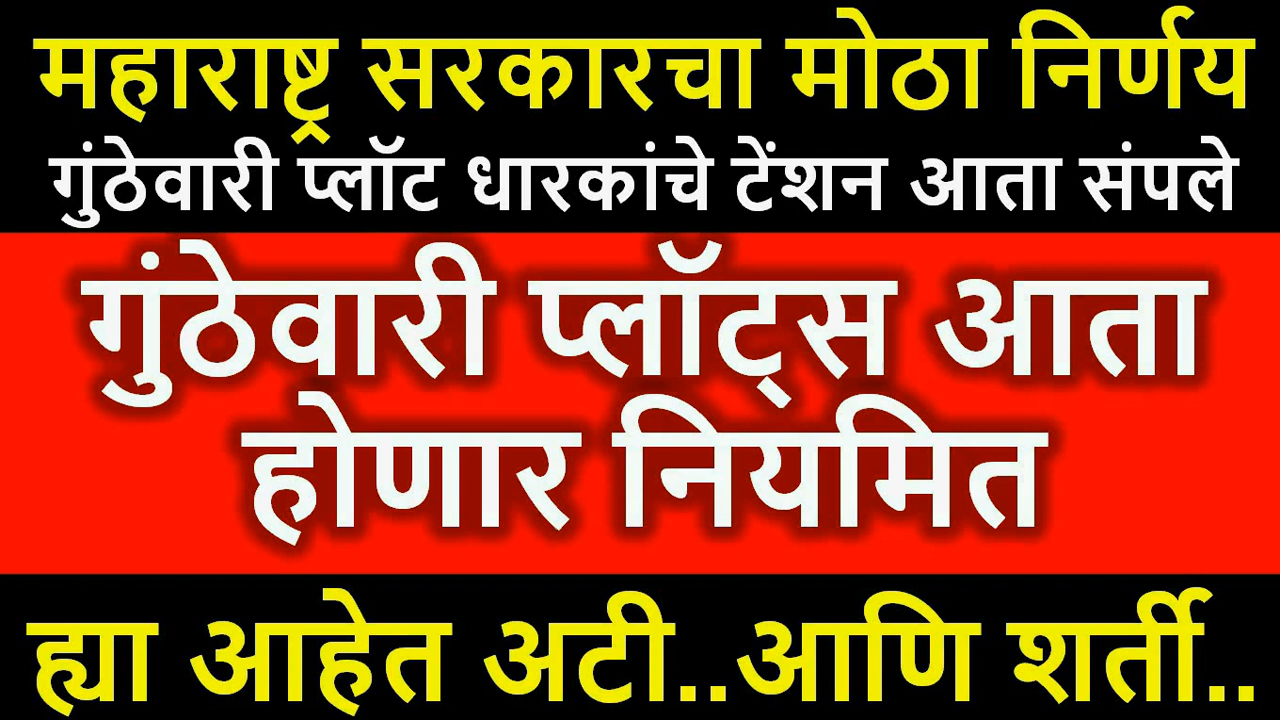 महाराष्ट्र सरकारचा मोठा निर्णय
गुंठेवारी प्लॉट धारकांचे टेंशन आता संपले
गुंठेवारी प्लॉट्स आता
होणार नियमित
ह्या आहेत अटी..आणि शर्ती..